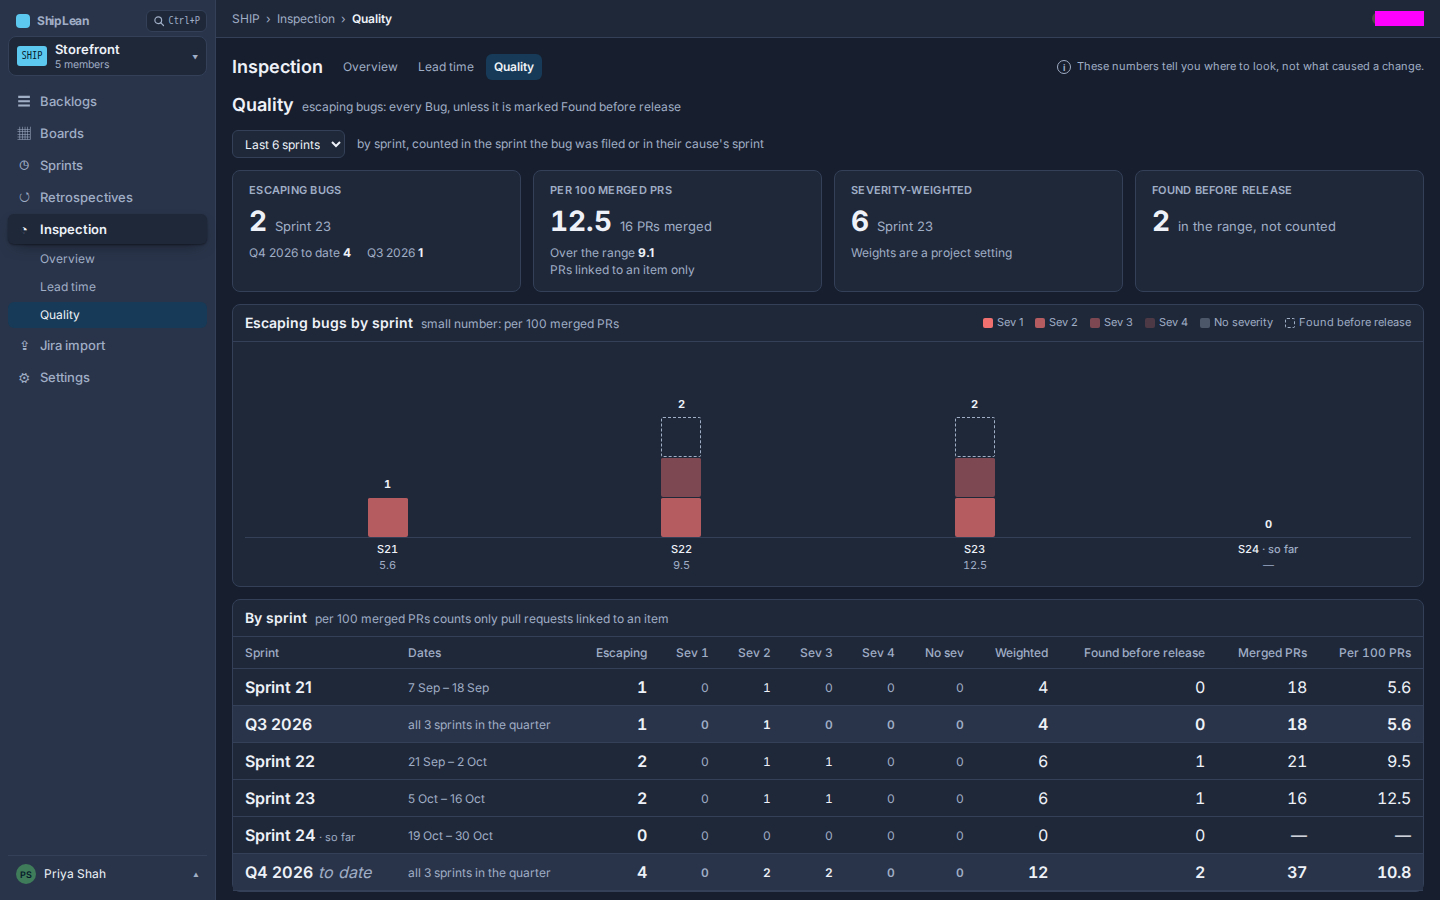 ShipLean
Ctrl+P
SHIP
Storefront
5 members
Backlogs
Boards
Sprints
Retrospectives
Inspection
Overview
Lead time
Quality
Jira import
Settings
PS
Priya Shah
SHIP › Inspection › Quality
Inspection
Overview
Lead time
Quality
These numbers tell you where to look, not what caused a change.
Quality escaping bugs: every Bug, unless it is marked Found before release
Last 6 sprints
by sprint, counted in the sprint the bug was filed or in their cause's sprint
ESCAPING BUGS
2 Sprint 23
Q4 2026 to date 4 Q3 2026 1
PER 100 MERGED PRS
12.5 16 PRs merged
Over the range 9.1
PRs linked to an item only
SEVERITY-WEIGHTED
6 Sprint 23
Weights are a project setting
FOUND BEFORE RELEASE
2 in the range, not counted
Escaping bugs by sprint small number: per 100 merged PRs
Sev 1 Sev 2 Sev 3 Sev 4 No severity Found before release
1
2
2
0
S21 S22 S23 S24 · so far
5.6 9.5 12.5 —
By sprint per 100 merged PRs counts only pull requests linked to an item
Sprint Dates Escaping Sev 1 Sev 2 Sev 3 Sev 4 No sev Weighted Found before release Merged PRs Per 100 PRs
Sprint 21 7 Sep – 18 Sep 1 0 1 0 0 0 4 0 18 5.6
Q3 2026 all 3 sprints in the quarter 1 0 1 0 0 0 4 0 18 5.6
Sprint 22 21 Sep – 2 Oct 2 0 1 1 0 0 6 1 21 9.5
Sprint 23 5 Oct – 16 Oct 2 0 1 1 0 0 6 1 16 12.5
Sprint 24 · so far 19 Oct – 30 Oct 0 0 0 0 0 0 0 0 — —
Q4 2026 to date all 3 sprints in the quarter 4 0 2 2 0 0 12 2 37 10.8